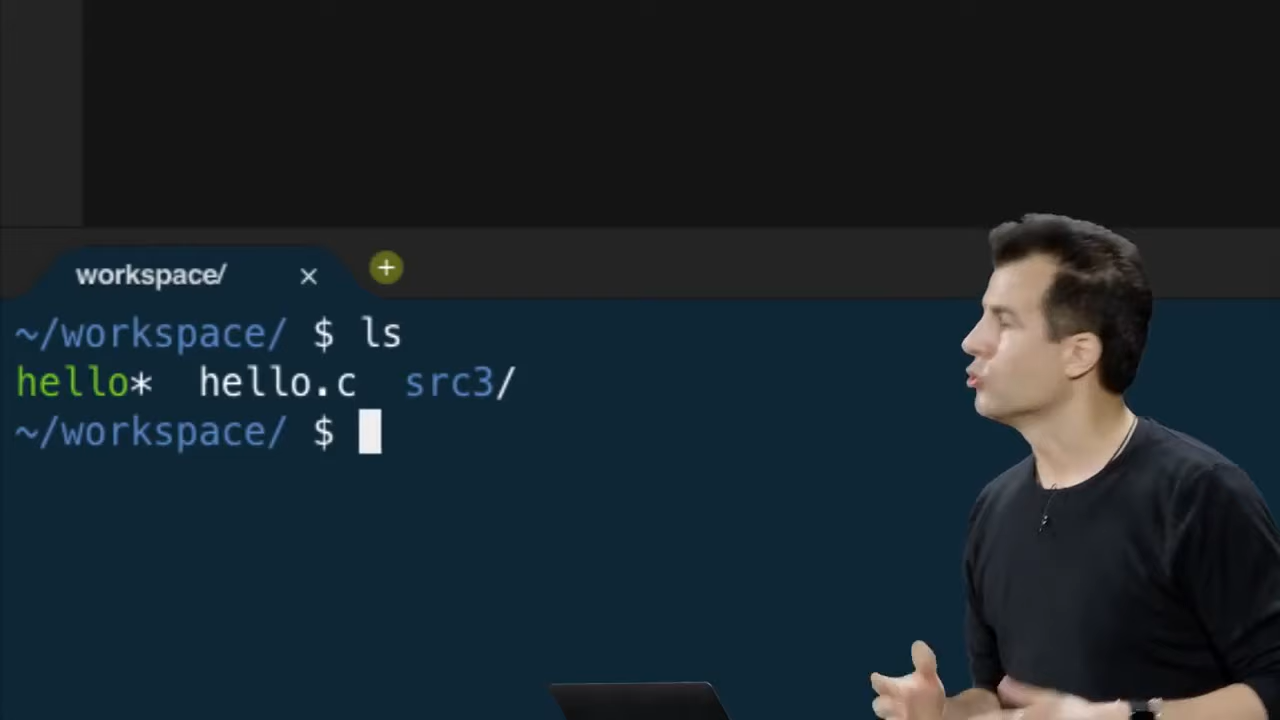 workspace/ × +
~/workspace/ $ ls
hello* hello.c src3/
~/workspace/ $